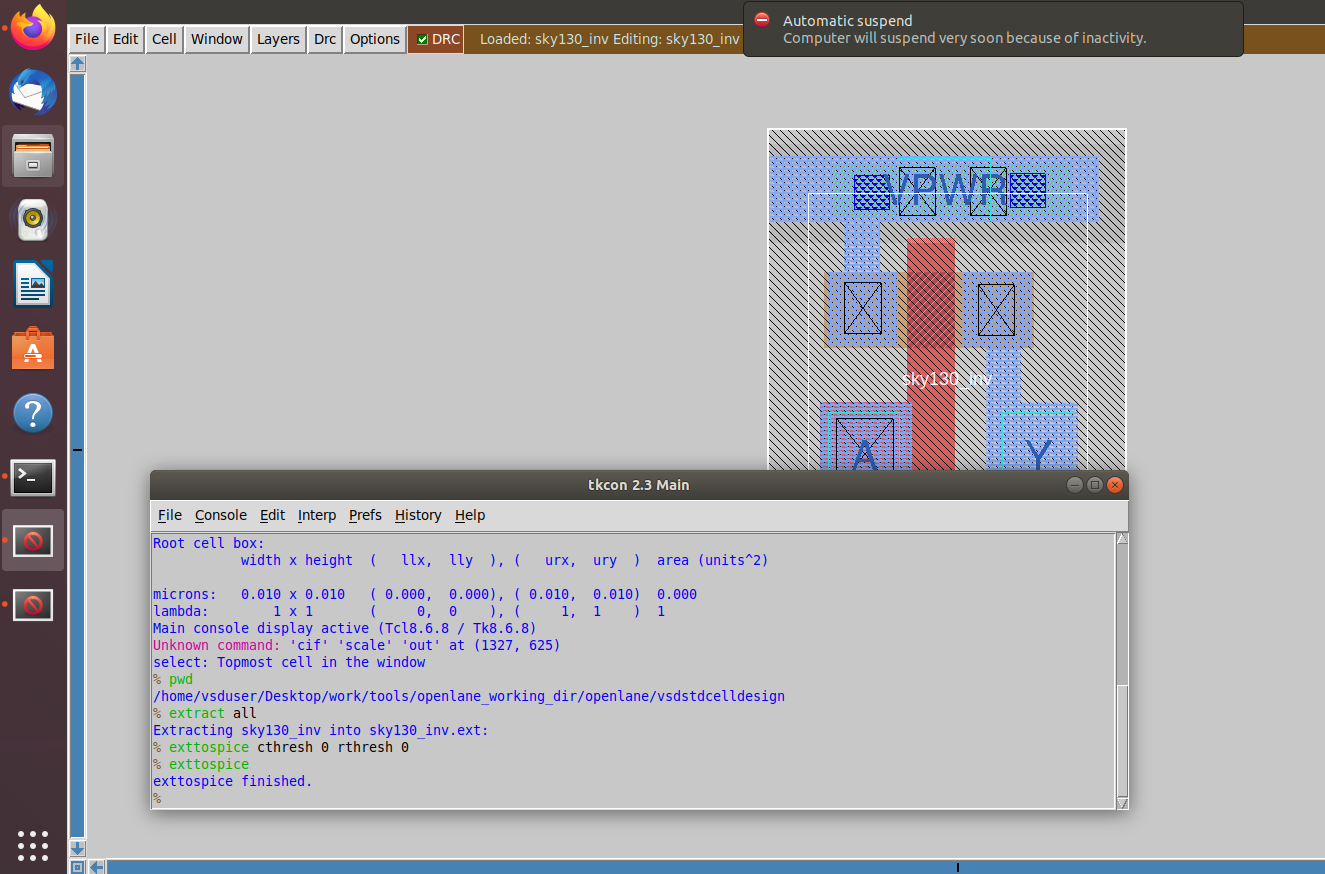 Automatic suspend
Computer will suspend very soon because of inactivity.
File Edit Cell Window Layers Drc Options DRC Loaded: sky130_inv Editing: sky130_inv
VPWR
sky130_inv
A Y
tkcon 2.3 Main
File Console Edit Interp Prefs History Help
Root cell box:
width x height ( llx, lly ), ( urx, ury ) area (units^2)
microns: 0.010 x 0.010 ( 0.000, 0.000), ( 0.010, 0.010) 0.000
lambda: 1 x 1 ( 0, 0 ), ( 1, 1 ) 1
Main console display active (Tcl8.6.8 / Tk8.6.8)
Unknown command: 'cif' 'scale' 'out' at (1327, 625)
select: Topmost cell in the window
% pwd
/home/vsduser/Desktop/work/tools/openlane_working_dir/openlane/vsdstdcelldesign
% extract all
Extracting sky130_inv into sky130_inv.ext:
% exttospice cthresh 0 rthresh 0
% exttospice
exttospice finished.
%